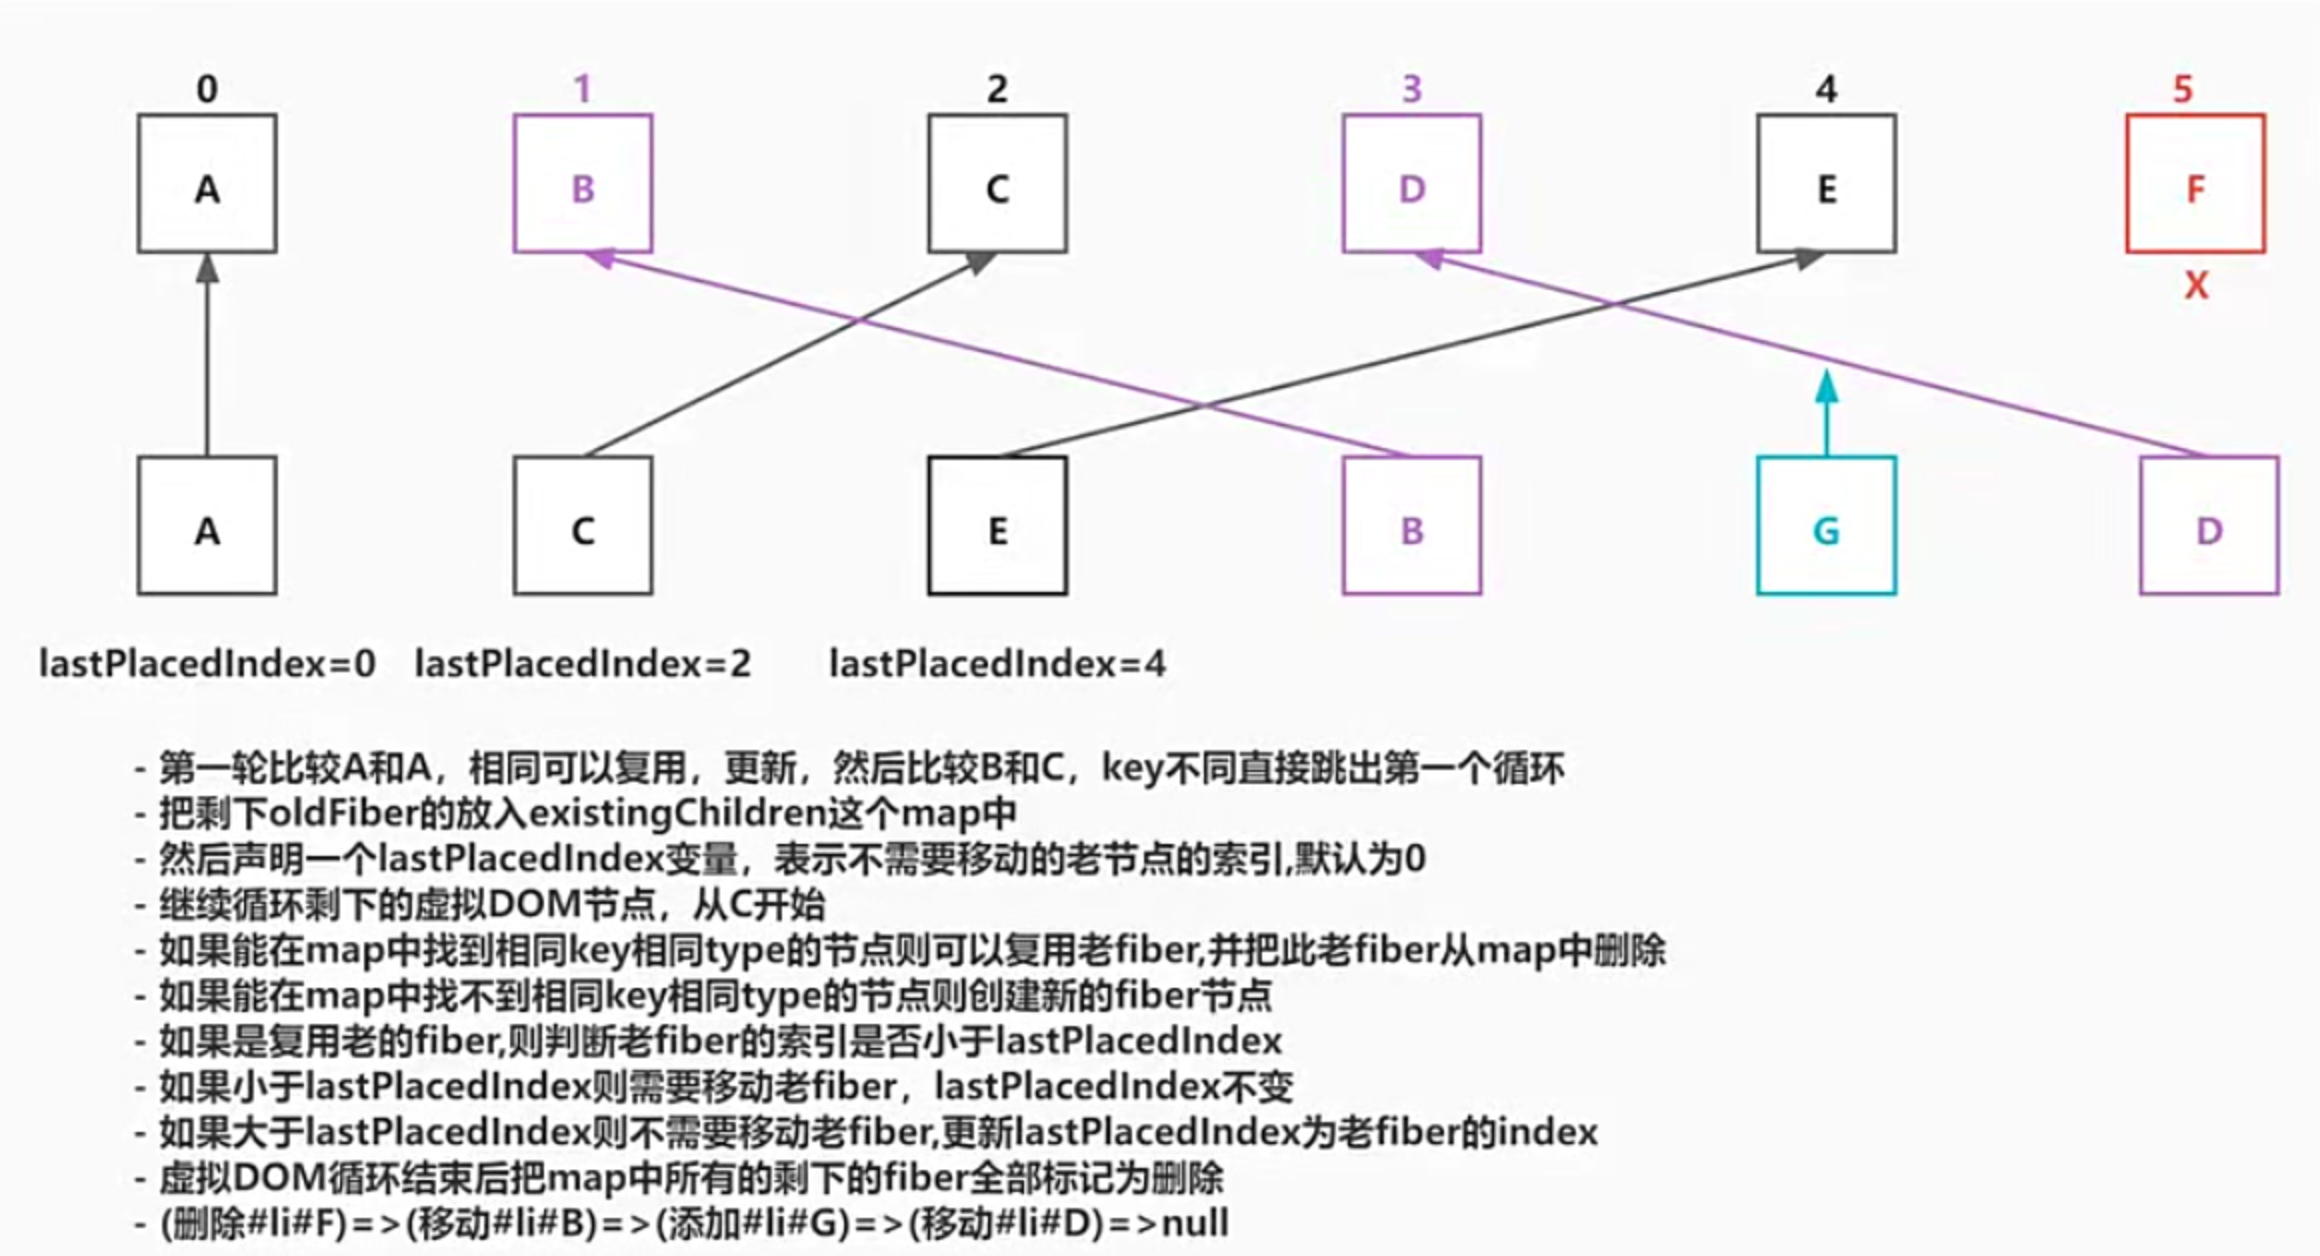 0 1 2 3 4 5
A B C D E F
X
A C E B G D
lastPlacedIndex=0 lastPlacedIndex=2 lastPlacedIndex=4
- 第一轮比较A和A，相同可以复用，更新，然后比较B和C，key不同直接跳出第一个循环
- 把剩下oldFiber的放入existingChildren这个map中
- 然后声明一个lastPlacedIndex变量，表示不需要移动的老节点的索引,默认为0
- 继续循环剩下的虚拟DOM节点，从C开始
- 如果能在map中找到相同key相同type的节点则可以复用老fiber,并把此老fiber从map中删除
- 如果能在map中找不到相同key相同type的节点则创建新的fiber节点
- 如果是复用老的fiber,则判断老fiber的索引是否小于lastPlacedIndex
- 如果小于lastPlacedIndex则需要移动老fiber，lastPlacedIndex不变
- 如果大于lastPlacedIndex则不需要移动老fiber,更新lastPlacedIndex为老fiber的index
- 虚拟DOM循环结束后把map中所有的剩下的fiber全部标记为删除
- (删除#li#F)=>(移动#li#B)=>(添加#li#G)=>(移动#li#D)=>null